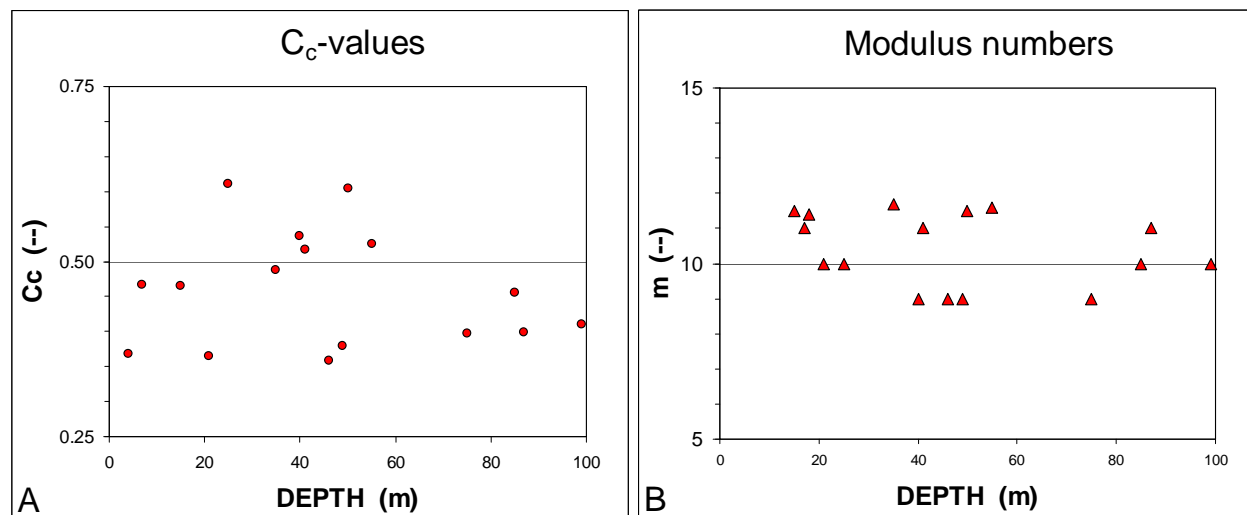 C_c-values
0.75
0.50
0.25
Cc (--)
0 20 40 60 80 100
DEPTH (m)
A
Modulus numbers
15
10
5
m (--)
0 20 40 60 80 100
DEPTH (m)
B